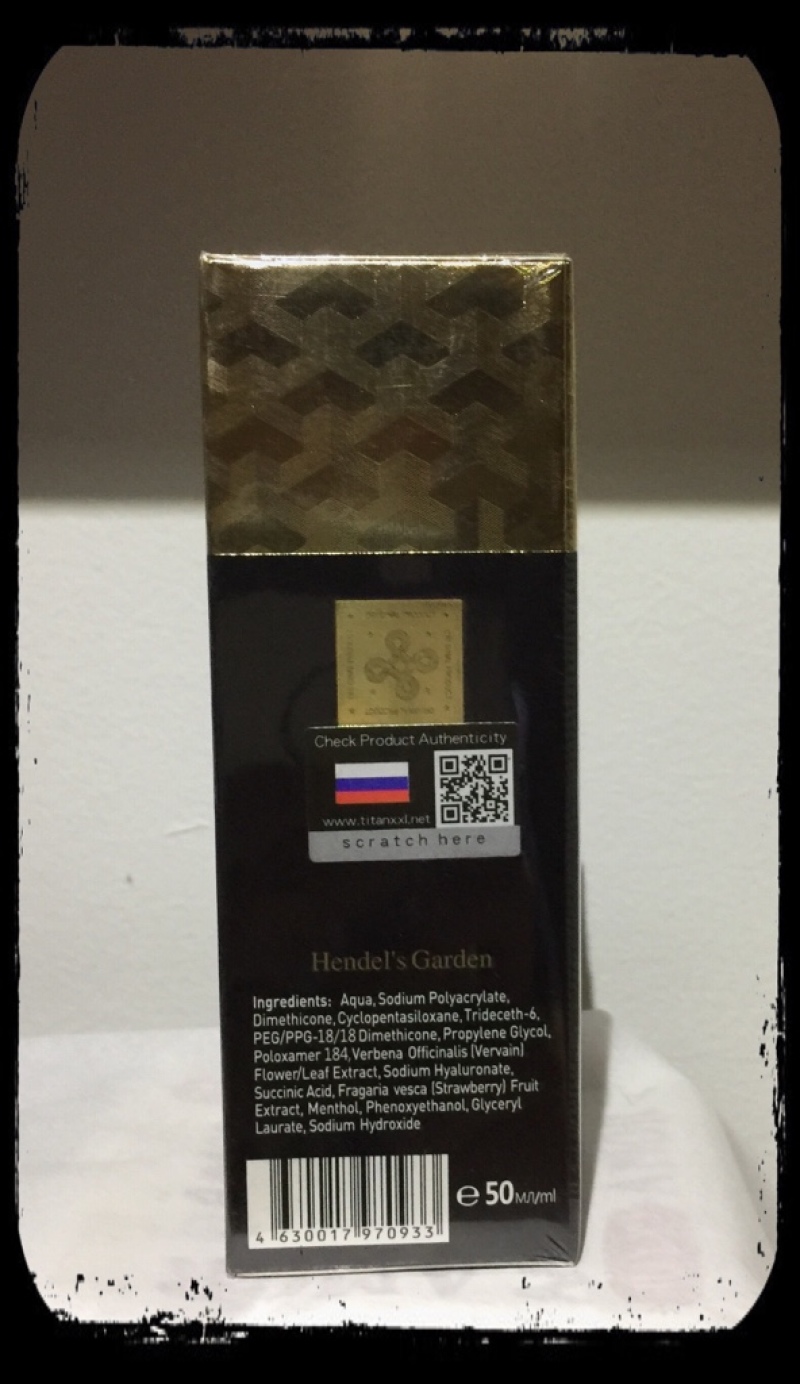 Check Product Authenticity
www.titanxxl.net
scratch here
Hendel's Garden
Ingredients: Aqua, Sodium Polyacrylate,
Dimethicone, Cyclopentasiloxane, Trideceth-6,
PEG/PPG-18/18 Dimethicone, Propylene Glycol,
Poloxamer 184, Verbena Officinalis (Vervain)
Flower/Leaf Extract, Sodium Hyaluronate,
Succinic Acid, Fragaria vesca (Strawberry) Fruit
Extract, Menthol, Phenoxyethanol, Glyceryl
Laurate, Sodium Hydroxide
4 630017 970933
℮ 50мл/ml